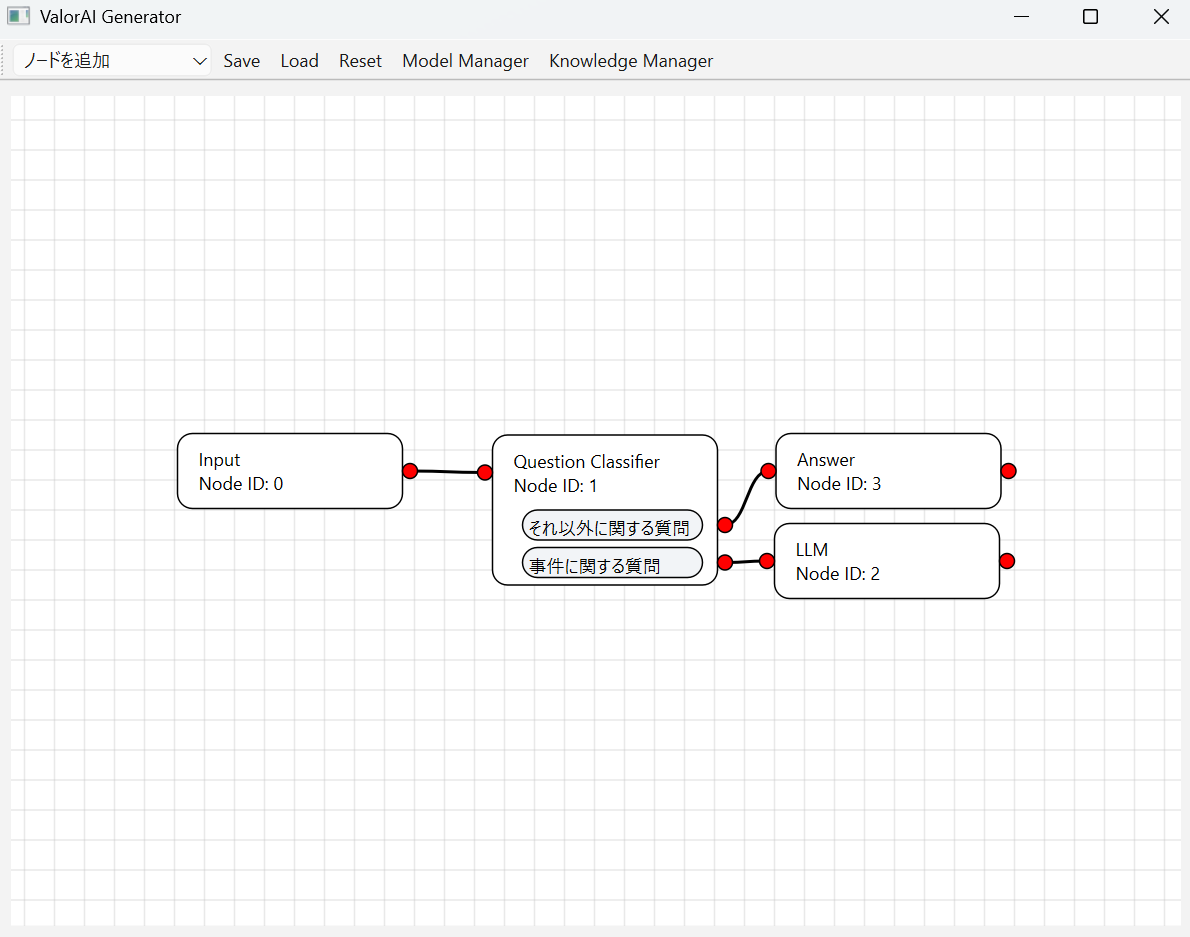 ValorAI Generator
ノードを追加 Save Load Reset Model Manager Knowledge Manager
Input
Node ID: 0
Question Classifier
Node ID: 1
それ以外に関する質問
事件に関する質問
Answer
Node ID: 3
LLM
Node ID: 2